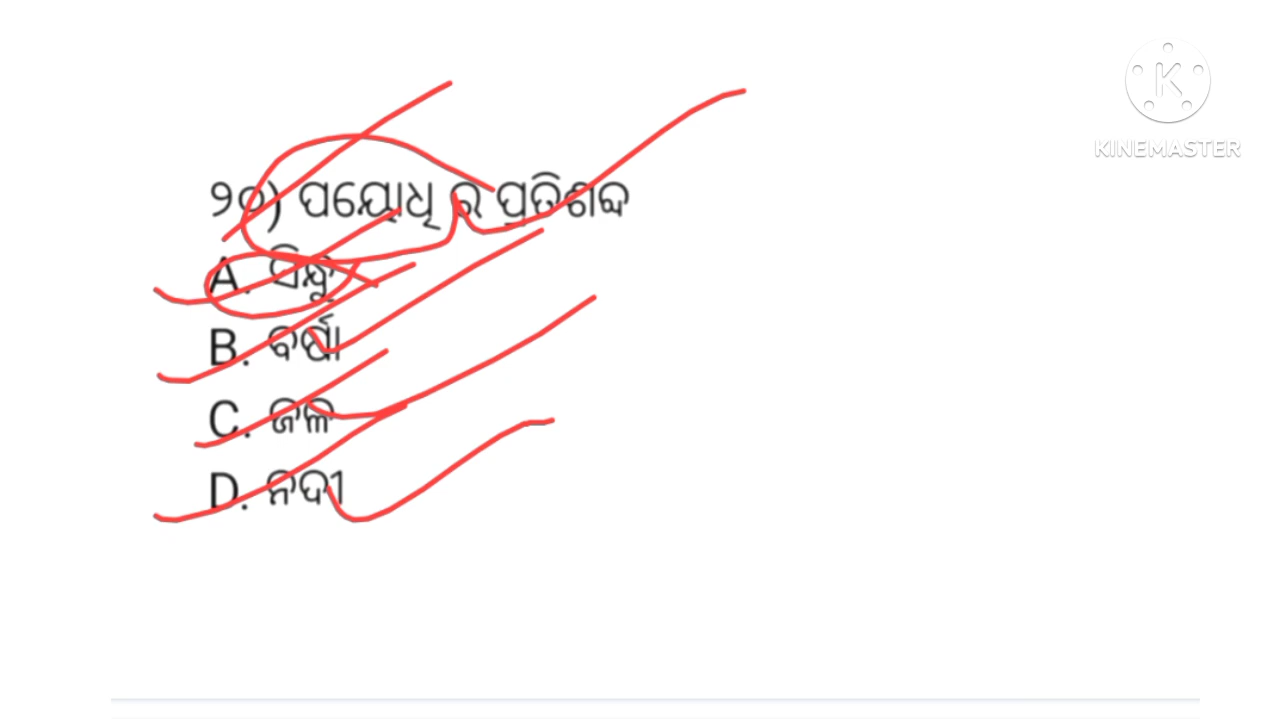 ୨୦) ପୟୋଧି ର ପ୍ରତିଶବ୍ଦ
A. ସିନ୍ଧୁ
B. ବର୍ଷା
C. ଜଳ
D. ନଦୀ
KINEMASTER